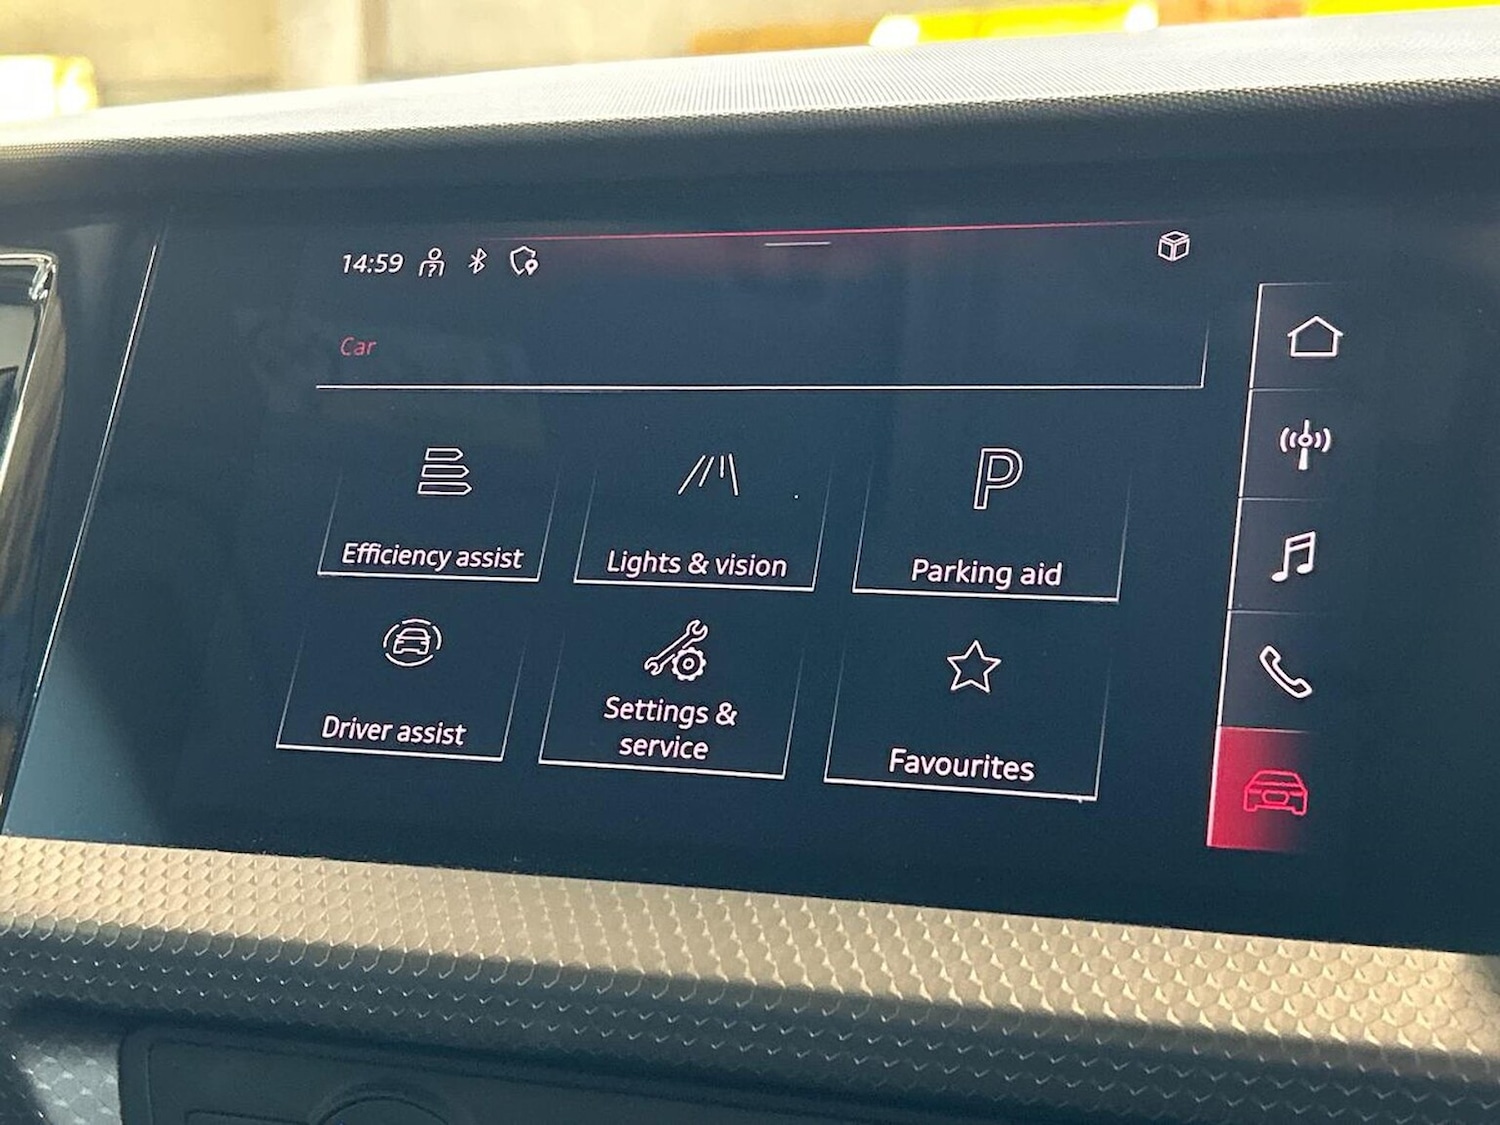 14:59
Car
Efficiency assist
Lights & vision
P
Parking aid
Driver assist
Settings &
service
Favourites